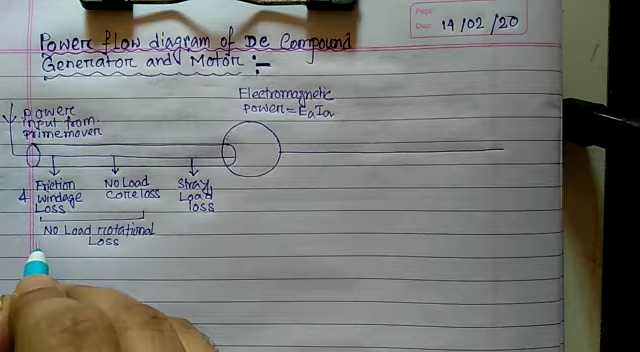 Page:
Date: 14/02/20
Power flow diagram of DC Compound
Generator and Motor :-
Electromagnetic
power = EaIa
Power
input from
primemover
Friction
4 windage
Loss
No Load
core loss
Stray
Load
loss
No Load rotational
Loss